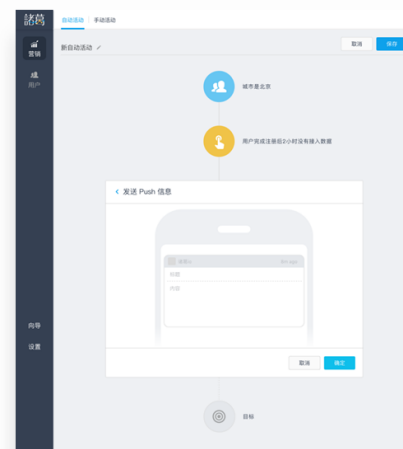 諸葛
自动活动
手动活动
营销
用户
新自动活动
取消
保存
城市是北京
用户完成注册后2小时没有接入数据
发送 Push 信息
标题
内容
取消
确定
目标
向导
设置